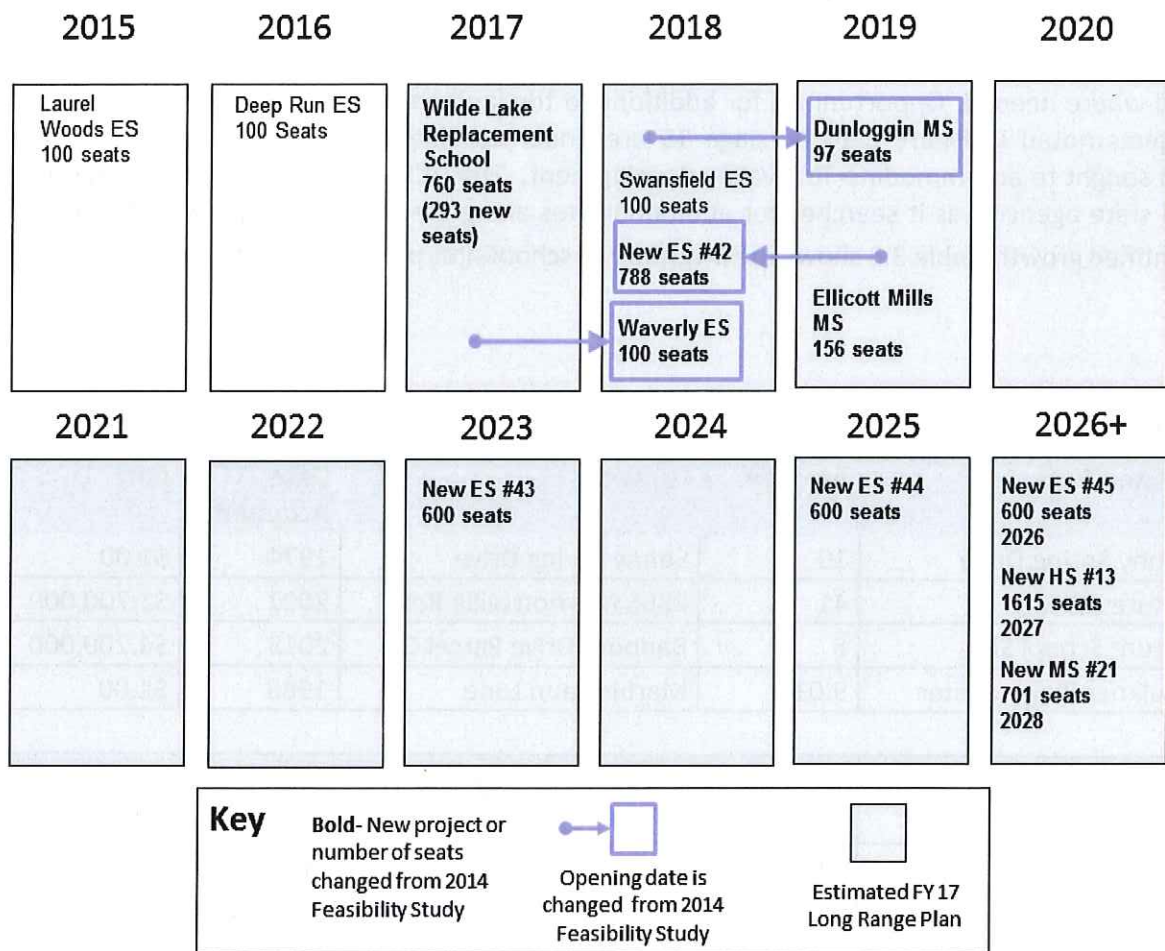 2015 2016 2017 2018 2019 2020
Laurel
Woods ES
100 seats
Deep Run ES
100 Seats
Wilde Lake
Replacement
School
760 seats
(293 new
seats)
Swansfield ES
100 seats
New ES #42
788 seats
Waverly ES
100 seats
Dunloggin MS
97 seats
Ellicott Mills
MS
156 seats
2021 2022 2023 2024 2025 2026+
New ES #43
600 seats
New ES #44
600 seats
New ES #45
600 seats
2026
New HS #13
1615 seats
2027
New MS #21
701 seats
2028
Key
Bold- New project or
number of seats
changed from 2014
Feasibility Study
Opening date is
changed from 2014
Feasibility Study
Estimated FY 17
Long Range Plan